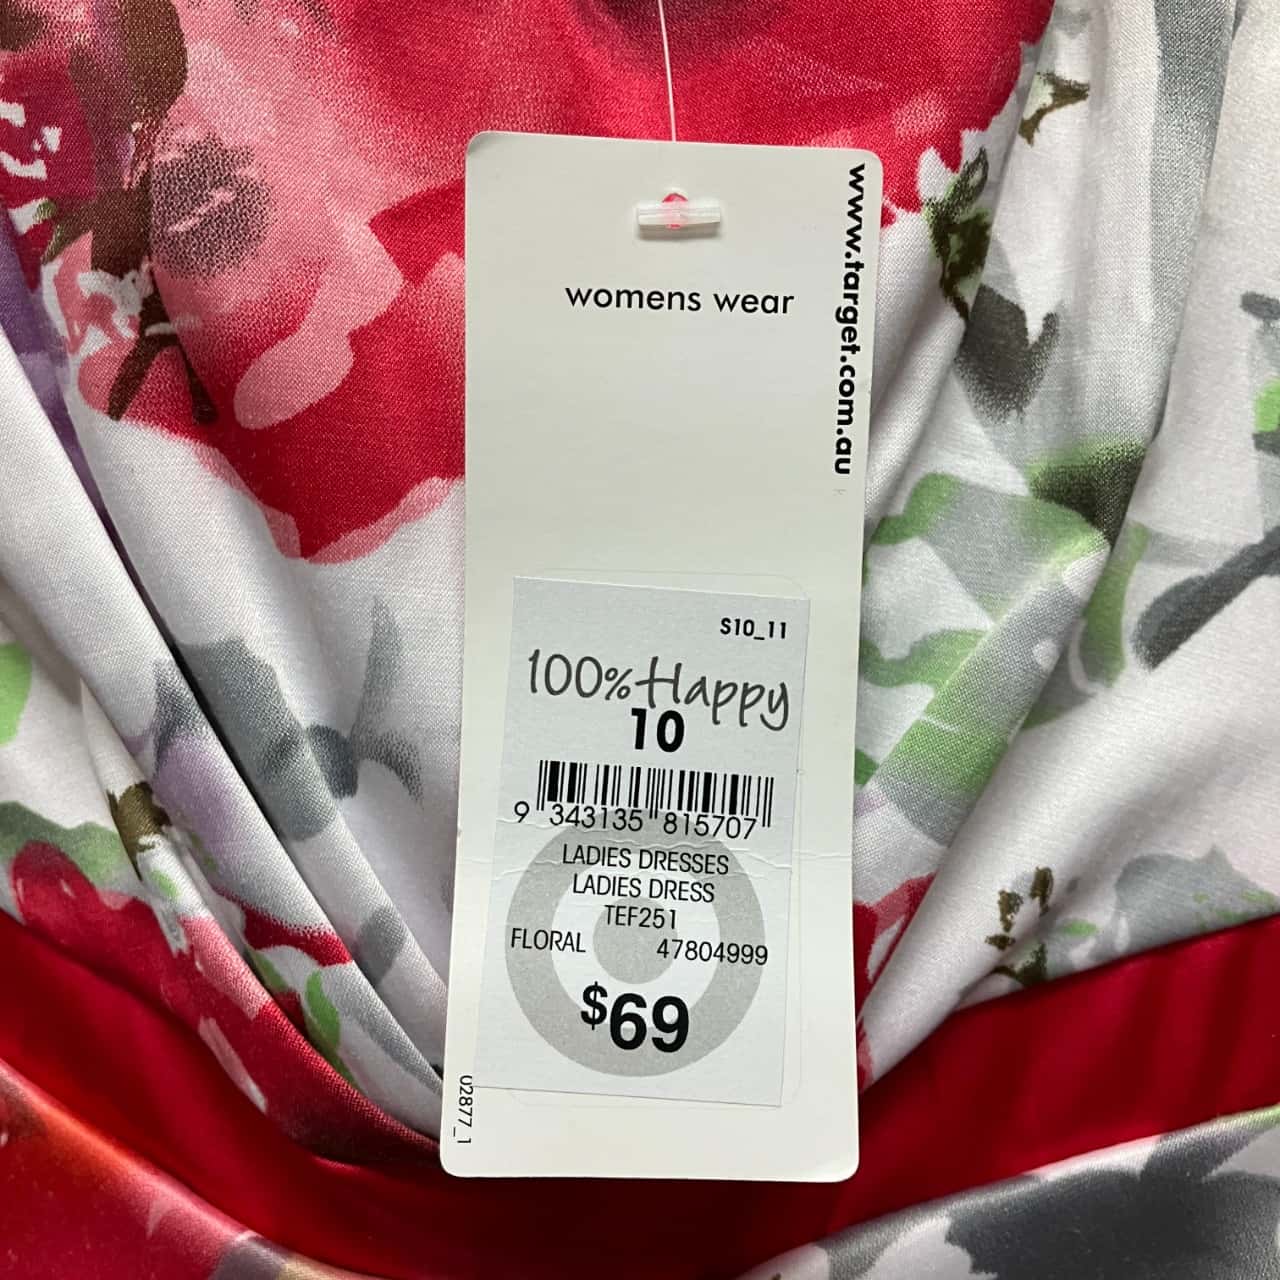 womens wear
www.target.com.au
S10_11
100% Happy
10
9 343135 815707
LADIES DRESSES
LADIES DRESS
TEF251
FLORAL 47804999
$69
02877_1